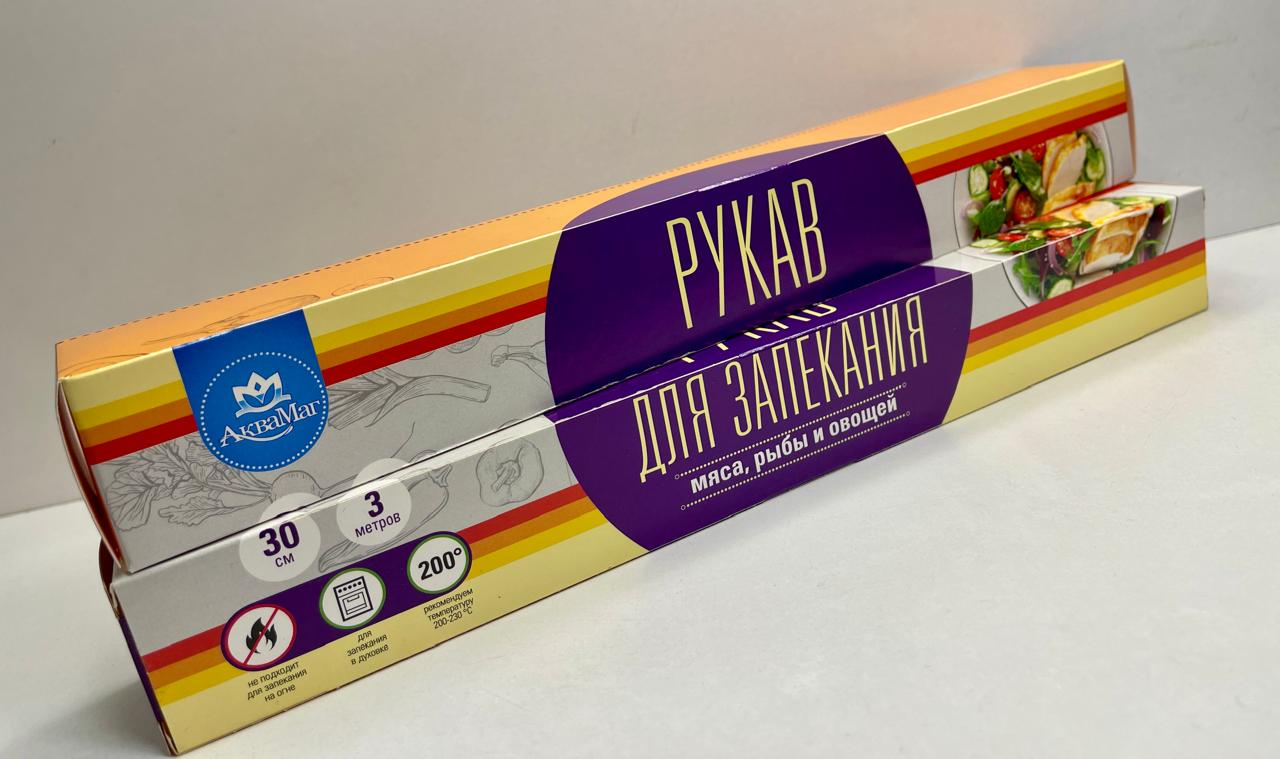 РУКАВ
ДЛЯ ЗАПЕКАНИЯ
мяса, рыбы и овощей
АкваМаг
30
см
3
метров
200°
не подходит
для запекания
на огне
для
запекания
в духовке
рекомендуем
температуру
200-230 °C